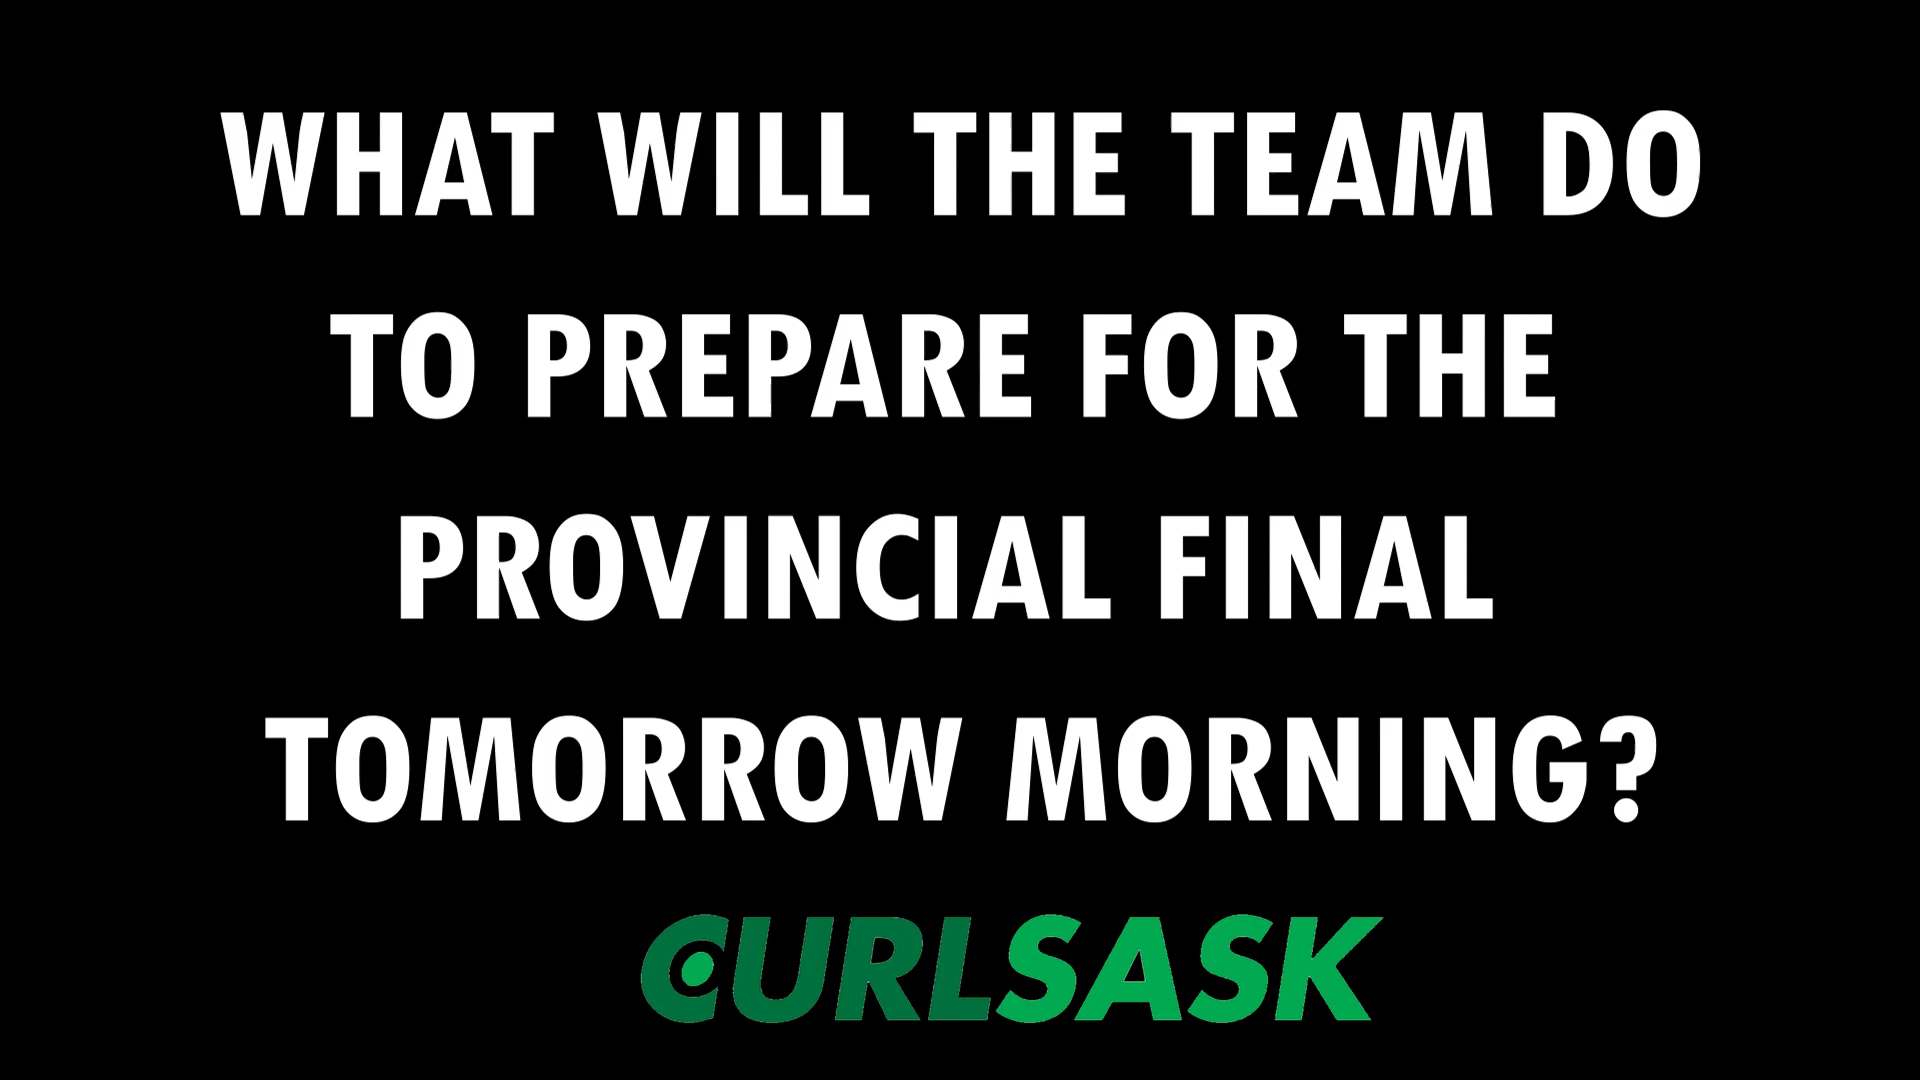 WHAT WILL THE TEAM DO
TO PREPARE FOR THE
PROVINCIAL FINAL
TOMORROW MORNING?
CURLSASK